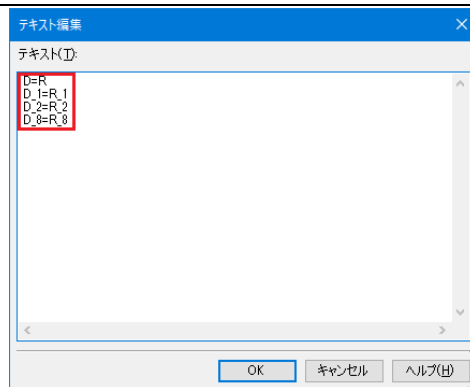 テキスト編集
テキスト(T):
D=R
D_1=R_1
D_2=R_2
D_8=R_8
OK
キャンセル
ヘルプ(H)